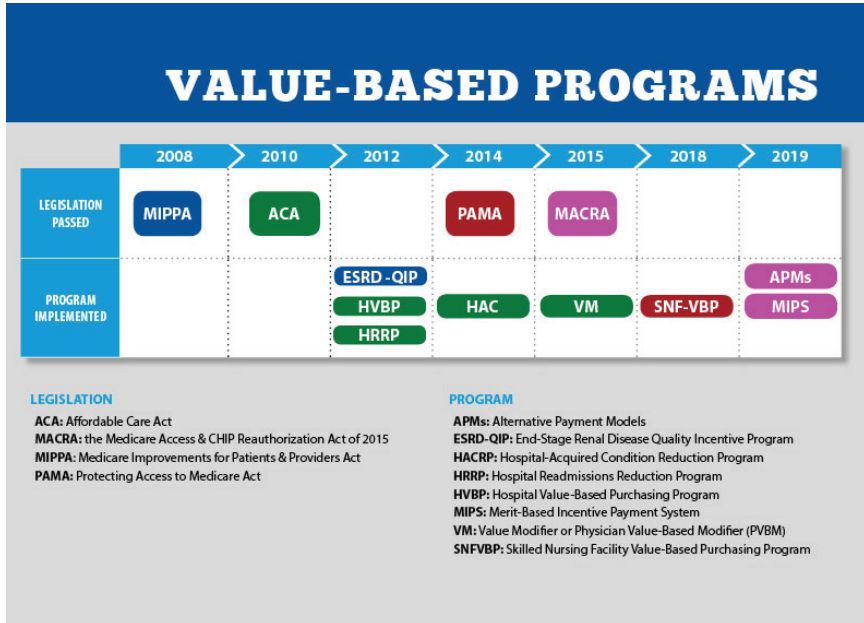 VALUE-BASED PROGRAMS
2008 2010 2012 2014 2015 2018 2019
LEGISLATION
PASSED
MIPPA ACA PAMA MACRA
PROGRAM
IMPLEMENTED
ESRD-QIP APMs
HVBP HAC VM SNF-VBP MIPS
HRRP
LEGISLATION
ACA: Affordable Care Act
MACRA: the Medicare Access & CHIP Reauthorization Act of 2015
MIPPA: Medicare Improvements for Patients & Providers Act
PAMA: Protecting Access to Medicare Act
PROGRAM
APMs: Alternative Payment Models
ESRD-QIP: End-Stage Renal Disease Quality Incentive Program
HACRP: Hospital-Acquired Condition Reduction Program
HRRP: Hospital Readmissions Reduction Program
HVBP: Hospital Value-Based Purchasing Program
MIPS: Merit-Based Incentive Payment System
VM: Value Modifier or Physician Value-Based Modifier (PVBM)
SNFVBP: Skilled Nursing Facility Value-Based Purchasing Program